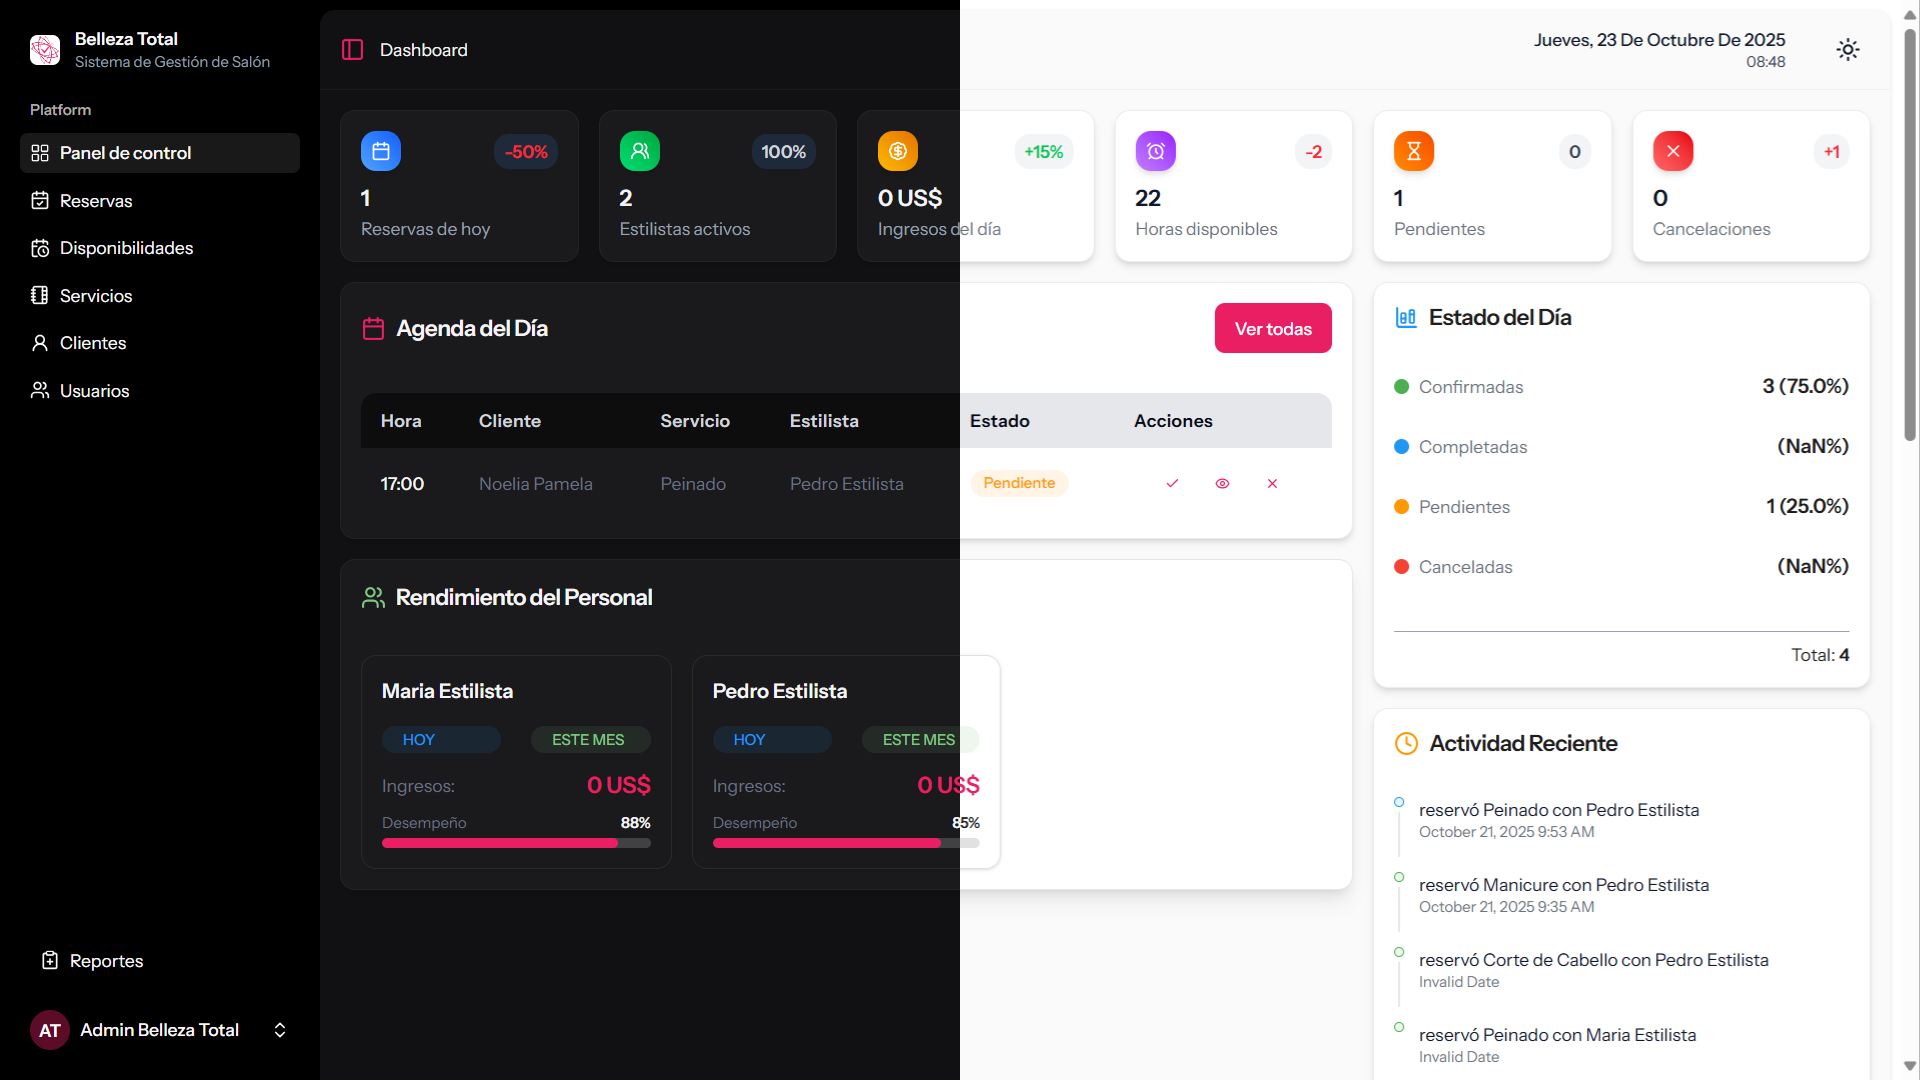 Belleza Total
Sistema de Gestión de Salón
Platform
Panel de control
Reservas
Disponibilidades
Servicios
Clientes
Usuarios
Reportes
AT
Admin Belleza Total
Dashboard
Jueves, 23 De Octubre De 2025
08:48
-50%
1
Reservas de hoy
100%
2
Estilistas activos
+15%
0 US$
Ingresos del día
-2
22
Horas disponibles
0
1
Pendientes
+1
0
Cancelaciones
Agenda del Día
Ver todas
Hora Cliente Servicio Estilista Estado Acciones
17:00 Noelia Pamela Peinado Pedro Estilista Pendiente
Rendimiento del Personal
Maria Estilista
HOY ESTE MES
Ingresos: 0 US$
Desempeño 88%
Pedro Estilista
HOY ESTE MES
Ingresos: 0 US$
Desempeño 85%
Estado del Día
Confirmadas 3 (75.0%)
Completadas (NaN%)
Pendientes 1 (25.0%)
Canceladas (NaN%)
Total: 4
Actividad Reciente
reservó Peinado con Pedro Estilista
October 21, 2025 9:53 AM
reservó Manicure con Pedro Estilista
October 21, 2025 9:35 AM
reservó Corte de Cabello con Pedro Estilista
Invalid Date
reservó Peinado con Maria Estilista
Invalid Date